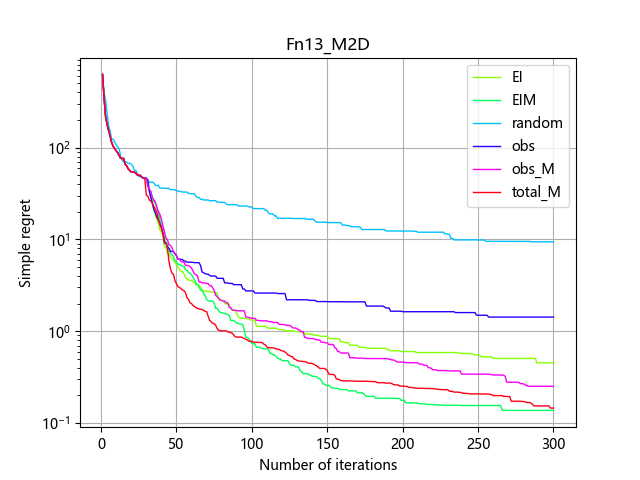 Fn13_M2D
Simple regret
10²
10¹
10⁰
10⁻¹
EI
EIM
random
obs
obs_M
total_M
0 50 100 150 200 250 300
Number of iterations